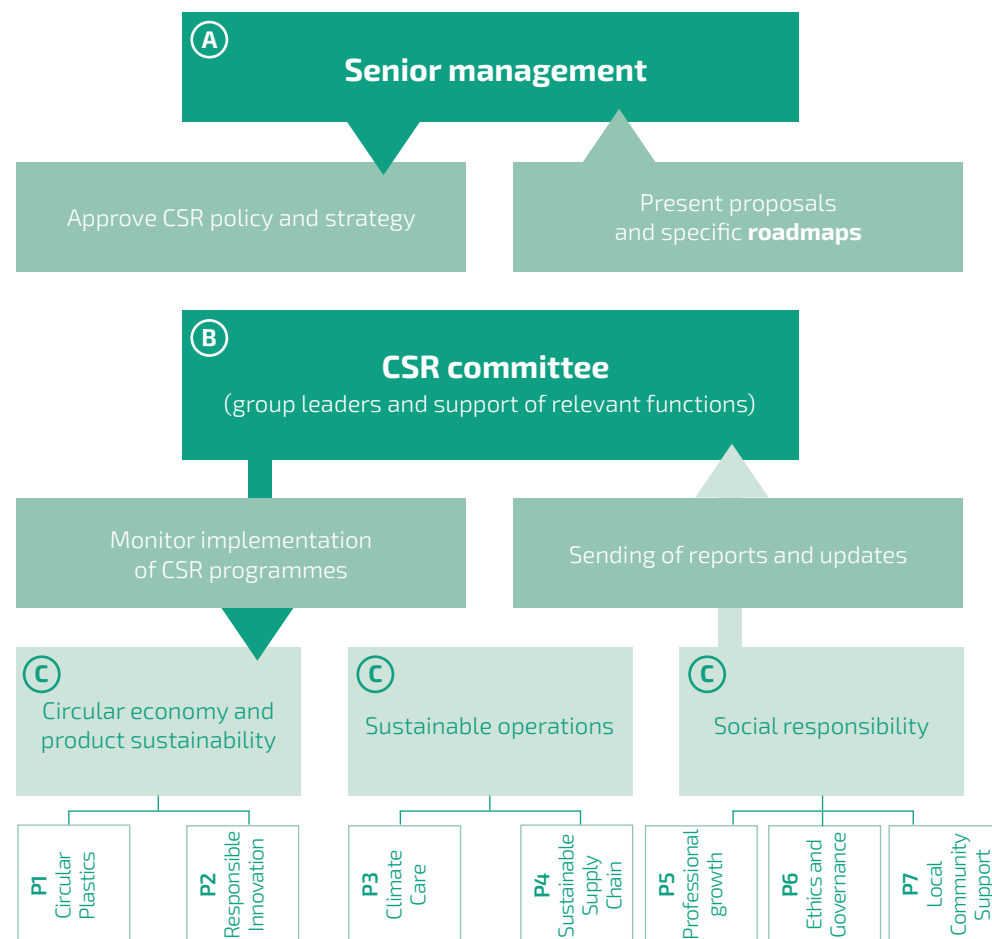 A
Senior management
Approve CSR policy and strategy
Present proposals
and specific roadmaps
B
CSR committee
(group leaders and support of relevant functions)
Monitor implementation
of CSR programmes
Sending of reports and updates
C
Circular economy and
product sustainability
C
Sustainable operations
C
Social responsibility
P1
Circular
Plastics
P2
Responsible
Innovation
P3
Climate
Care
P4
Sustainable
Supply
Chain
P5
Professional
growth
P6
Ethics and
Governance
P7
Local
Community
Support